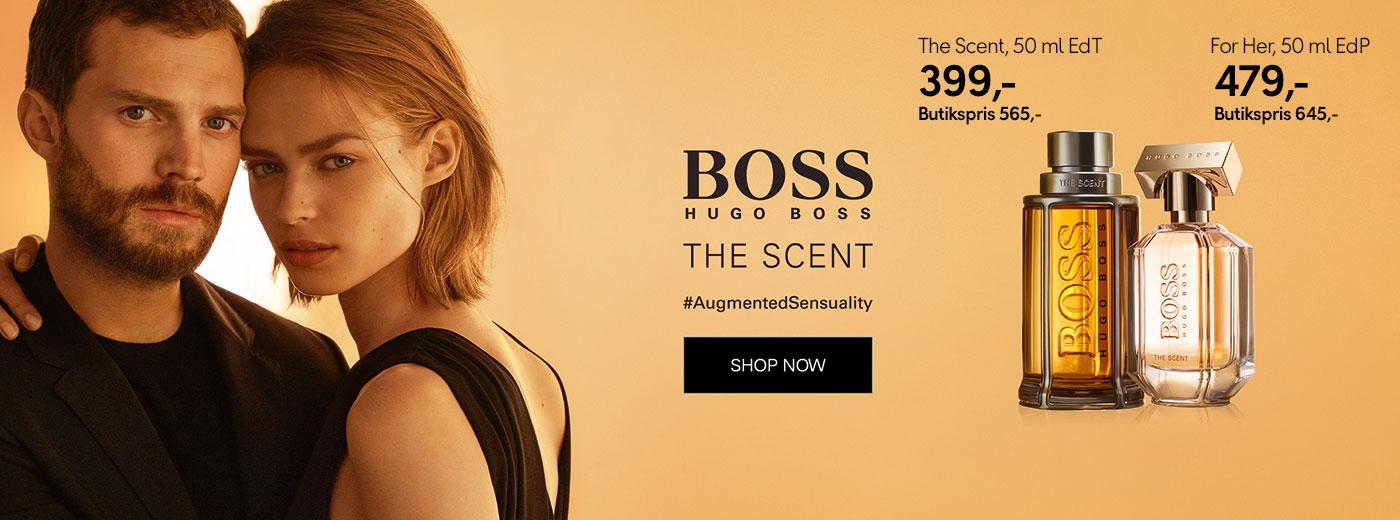 The Scent, 50 ml EdT
399,-
Butikspris 565,-
For Her, 50 ml EdP
479,-
Butikspris 645,-
BOSS
HUGO BOSS
THE SCENT
#AugmentedSensuality
SHOP NOW
THE SCENT
BOSS
HUGO BOSS
HUGO BOSS
BOSS
HUGO BOSS
THE SCENT